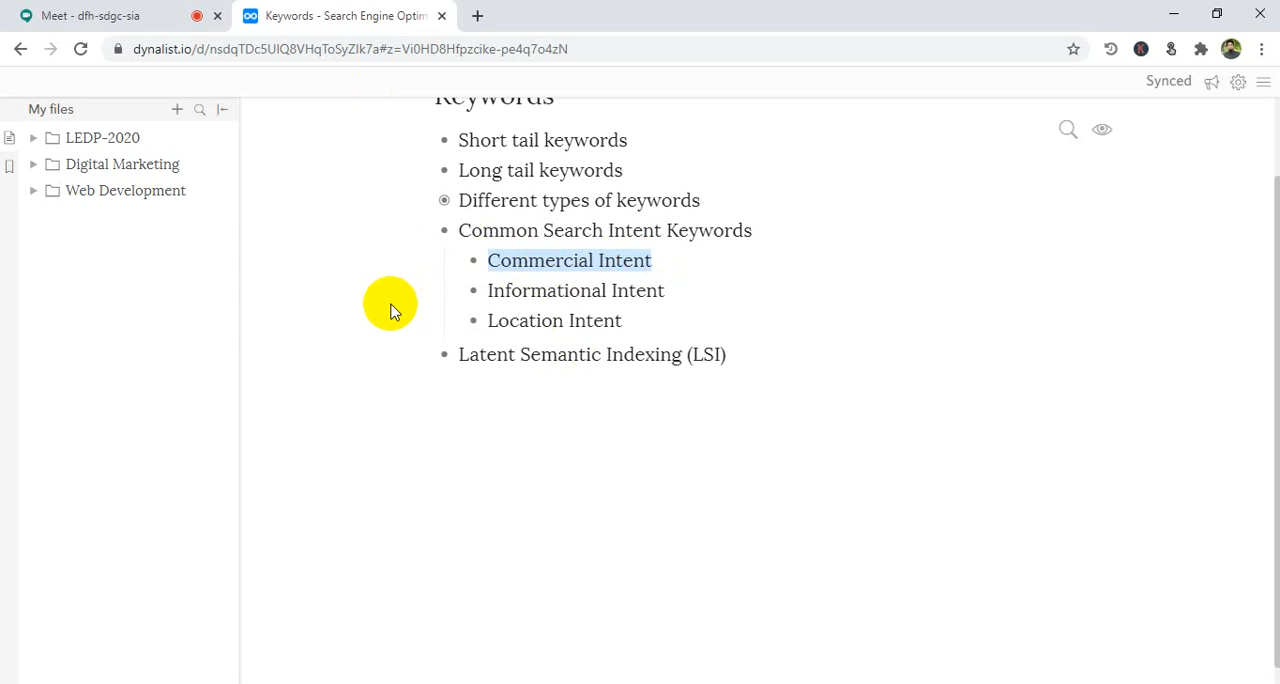 Meet - dfh-sdgc-sia
Keywords - Search Engine Optim
dynalist.io/d/nsdqTDc5UIQ8VHqToSyZIk7a#z=Vi0HD8Hfpzcike-pe4q7o4zN
Synced
My files
LEDP-2020
Digital Marketing
Web Development
Keywords
Short tail keywords
Long tail keywords
Different types of keywords
Common Search Intent Keywords
Commercial Intent
Informational Intent
Location Intent
Latent Semantic Indexing (LSI)